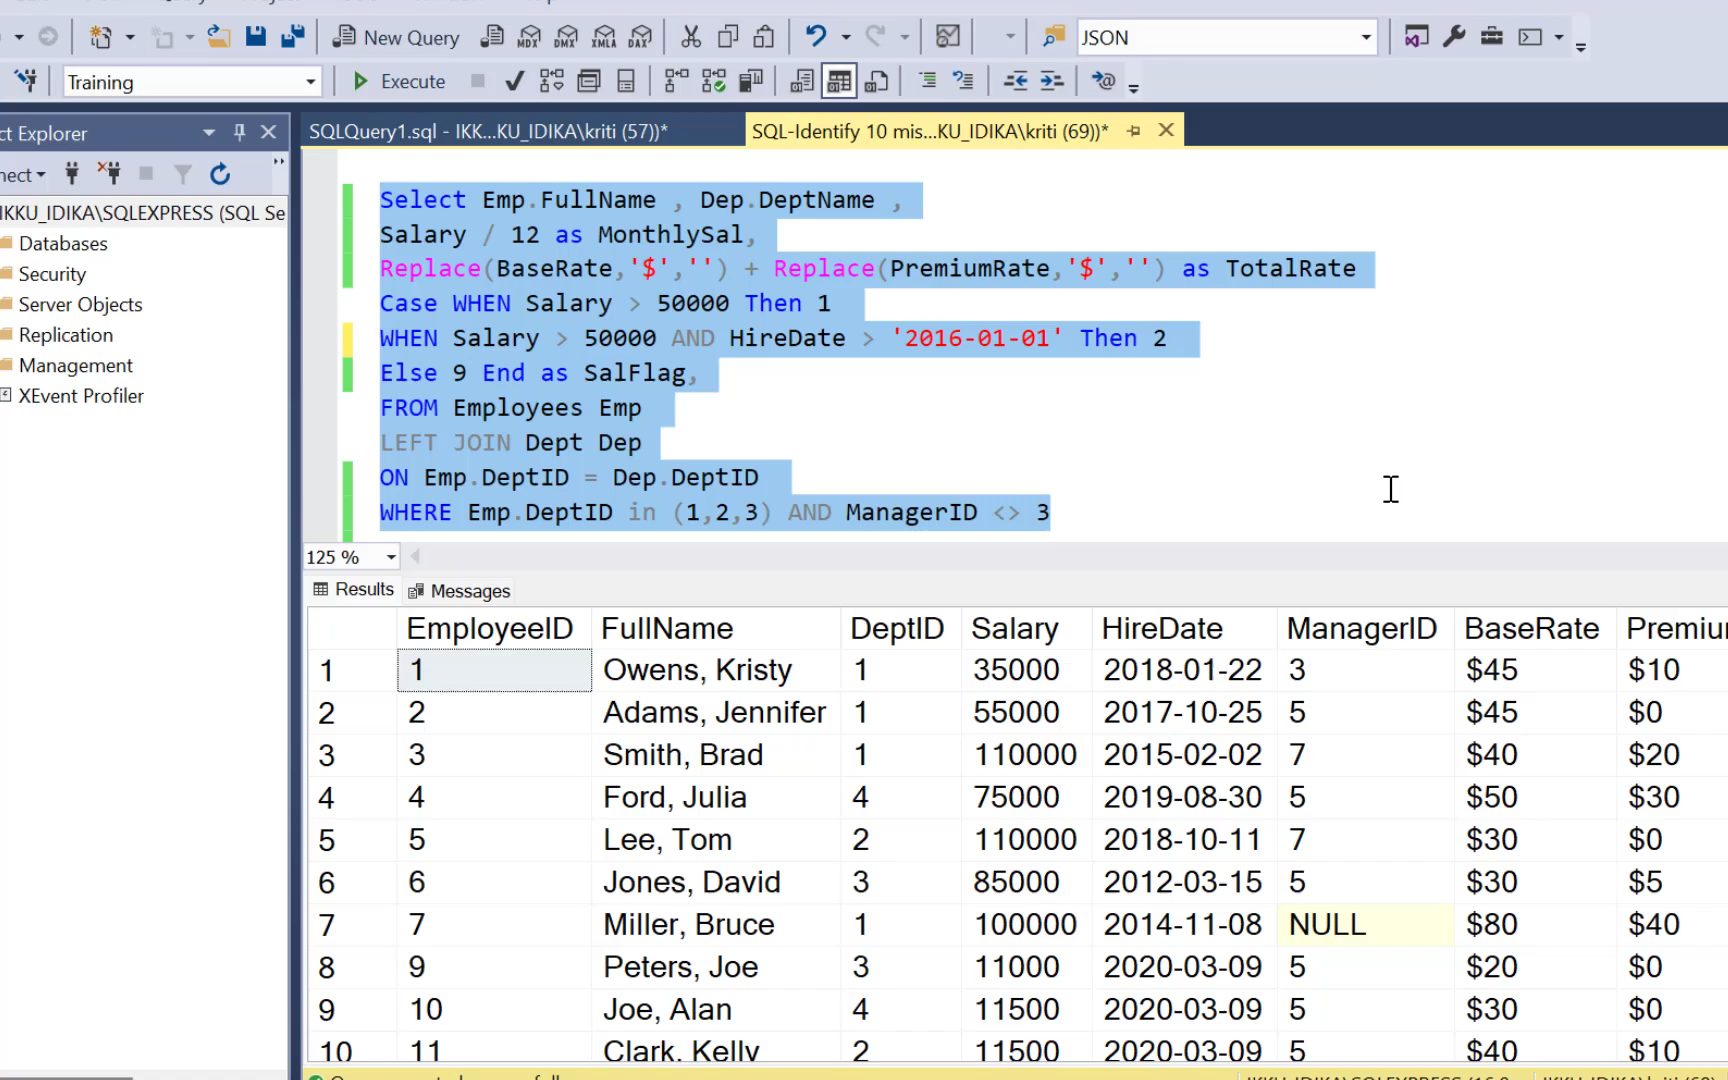 New Query
JSON
Training
Execute
ct Explorer
SQLQuery1.sql - IKK...KU_IDIKA\kriti (57))*
SQL-Identify 10 mis...KU_IDIKA\kriti (69))*
nect
IKKU_IDIKA\SQLEXPRESS (SQL Se
Databases
Security
Server Objects
Replication
Management
XEvent Profiler
Select Emp.FullName , Dep.DeptName ,
Salary / 12 as MonthlySal,
Replace(BaseRate,'$','') + Replace(PremiumRate,'$','') as TotalRate
Case WHEN Salary > 50000 Then 1
WHEN Salary > 50000 AND HireDate > '2016-01-01' Then 2
Else 9 End as SalFlag,
FROM Employees Emp
LEFT JOIN Dept Dep
ON Emp.DeptID = Dep.DeptID
WHERE Emp.DeptID in (1,2,3) AND ManagerID <> 3
125 %
Results Messages
EmployeeID FullName DeptID Salary HireDate ManagerID BaseRate Premiu
1 1 Owens, Kristy 1 35000 2018-01-22 3 $45 $10
2 2 Adams, Jennifer 1 55000 2017-10-25 5 $45 $0
3 3 Smith, Brad 1 110000 2015-02-02 7 $40 $20
4 4 Ford, Julia 4 75000 2019-08-30 5 $50 $30
5 5 Lee, Tom 2 110000 2018-10-11 7 $30 $0
6 6 Jones, David 3 85000 2012-03-15 5 $30 $5
7 7 Miller, Bruce 1 100000 2014-11-08 NULL $80 $40
8 9 Peters, Joe 3 11000 2020-03-09 5 $20 $0
9 10 Joe, Alan 4 11500 2020-03-09 5 $30 $0
10 11 Clark, Kelly 2 11500 2020-03-09 5 $40 $10